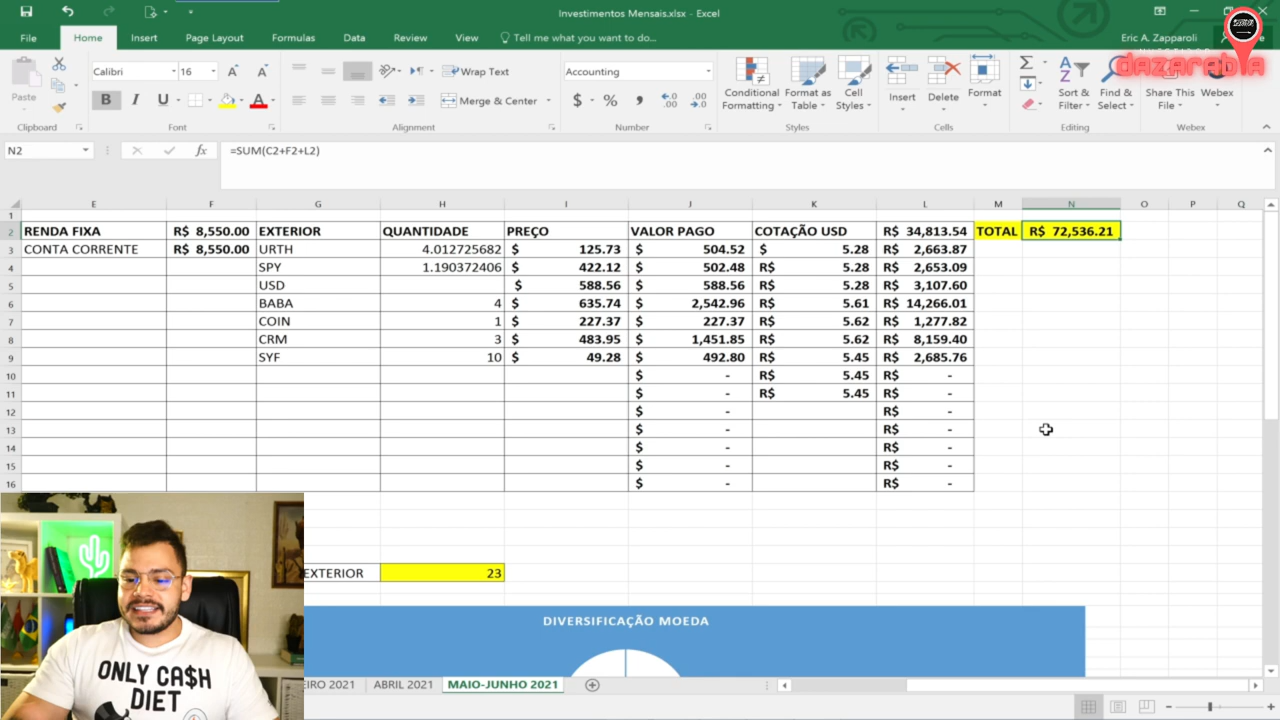 Investimentos Mensais.xlsx - Excel
File Home Insert Page Layout Formulas Data Review View Tell me what you want to do... Eric A. Zapparoli
dazarabia
Paste
Calibri 16
B I U A
Wrap Text
Merge & Center
Accounting
$ % ,
Conditional Formatting
Format as Table
Cell Styles
Insert
Delete
Format
Sort & Filter
Find & Select
Share This File
Webex
Clipboard Font Alignment Number Styles Cells Editing Webex
N2 fx =SUM(C2+F2+L2)
E F G H I J K L M N O P Q
1
2 RENDA FIXA R$ 8,550.00 EXTERIOR QUANTIDADE PREÇO VALOR PAGO COTAÇÃO USD R$ 34,813.54 TOTAL R$ 72,536.21
3 CONTA CORRENTE R$ 8,550.00 URTH 4.012725682 $ 125.73 $ 504.52 $ 5.28 R$ 2,663.87
4 SPY 1.190372406 $ 422.12 $ 502.48 R$ 5.28 R$ 2,653.09
5 USD $ 588.56 $ 588.56 R$ 5.28 R$ 3,107.60
6 BABA 4 $ 635.74 $ 2,542.96 R$ 5.61 R$ 14,266.01
7 COIN 1 $ 227.37 $ 227.37 R$ 5.62 R$ 1,277.82
8 CRM 3 $ 483.95 $ 1,451.85 R$ 5.62 R$ 8,159.40
9 SYF 10 $ 49.28 $ 492.80 R$ 5.45 R$ 2,685.76
10 $ - R$ 5.45 R$ -
11 $ - R$ 5.45 R$ -
12 $ - R$ -
13 $ - R$ -
14 $ - R$ -
15 $ - R$ -
16 $ - R$ -
EXTERIOR 23
DIVERSIFICAÇÃO MOEDA
EIRO 2021 ABRIL 2021 MAIO-JUNHO 2021
ONLY CA$H
DIET